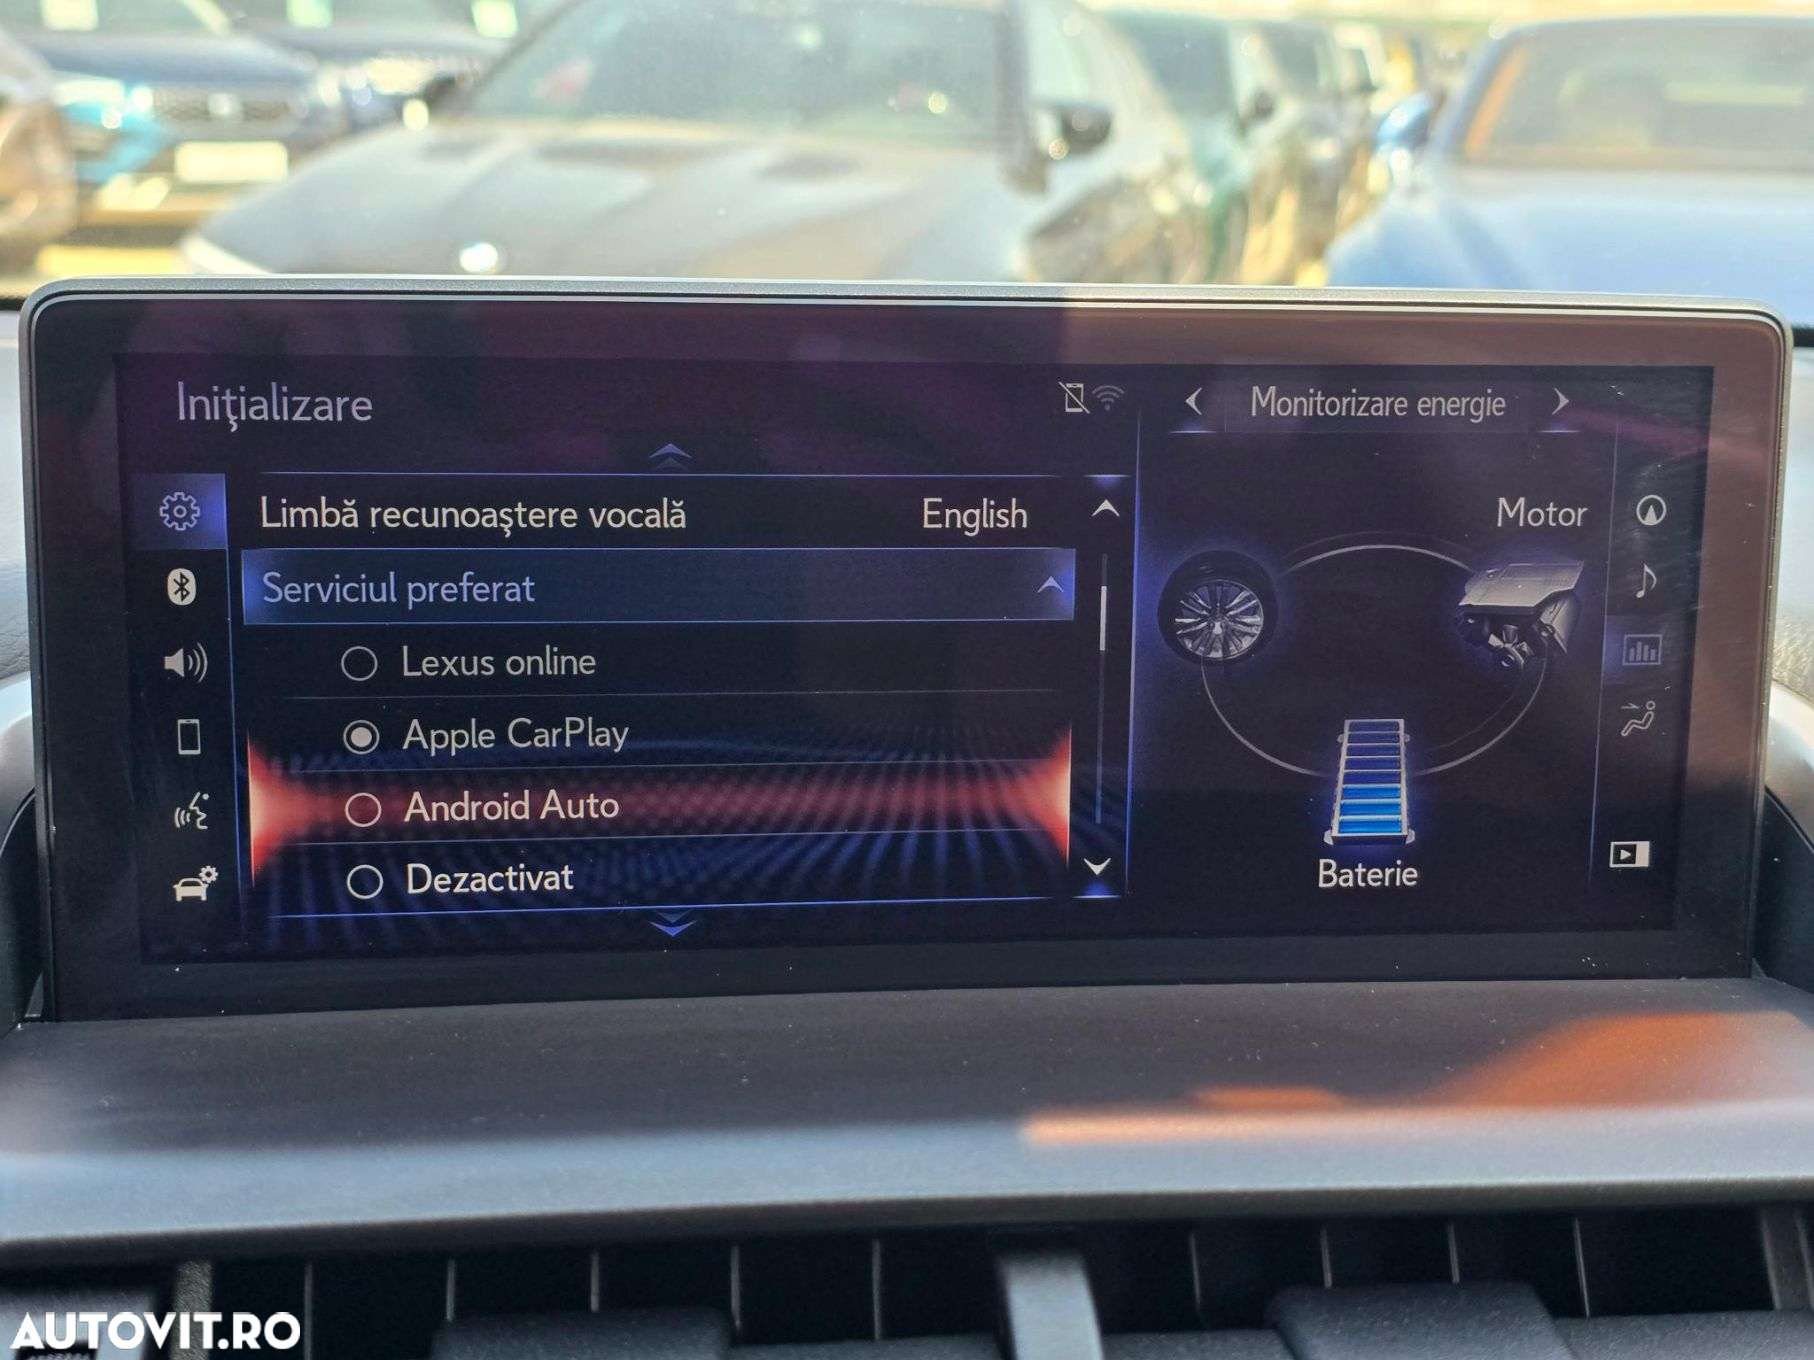 Iniţializare
Monitorizare energie
Limbă recunoaştere vocală English
Serviciul preferat
Lexus online
Apple CarPlay
Android Auto
Dezactivat
Motor
Baterie
AUTOVIT.RO